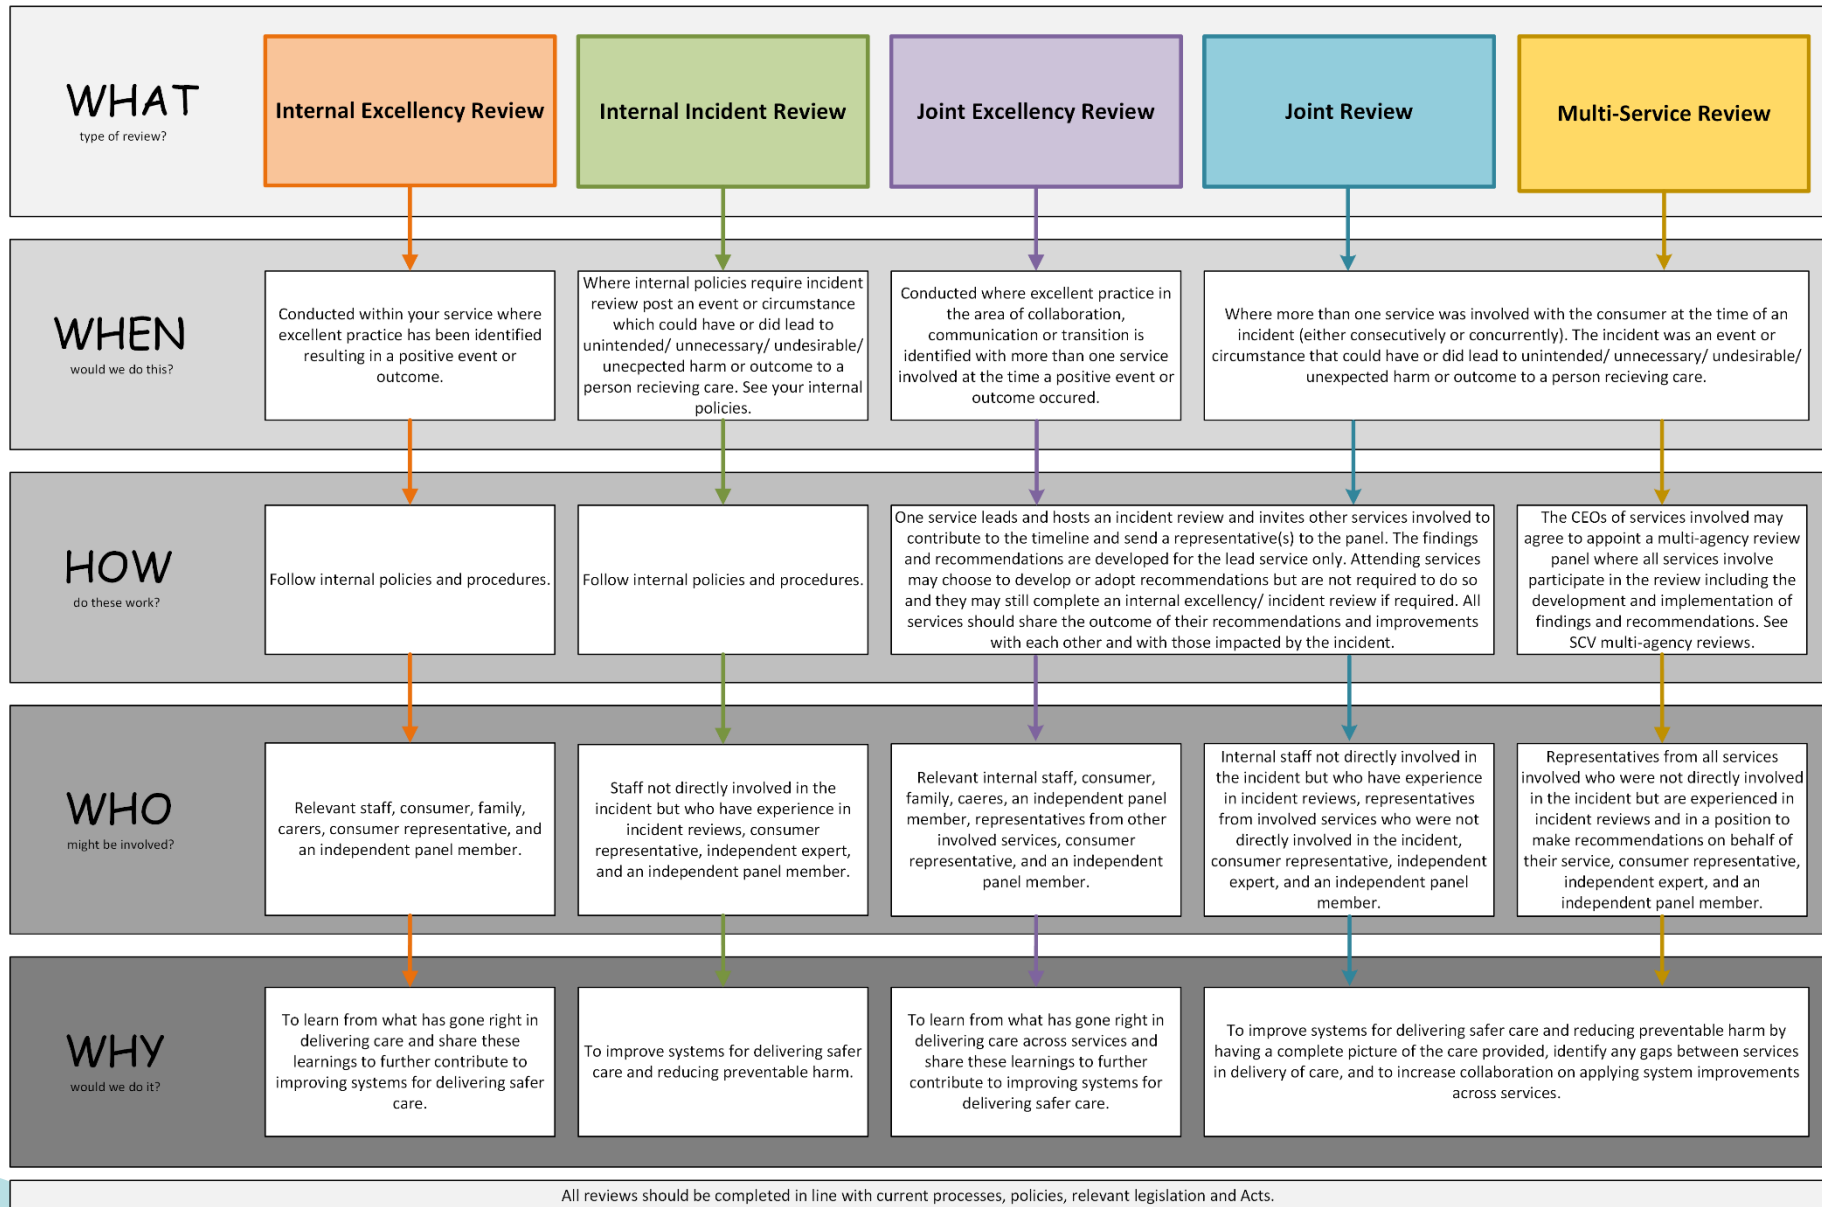 WHAT
type of review?
Internal Excellency Review
Internal Incident Review
Joint Excellency Review
Joint Review
Multi-Service Review
WHEN
would we do this?
Conducted within your service where
excellent practice has been identified
resulting in a positive event or
outcome.
Where internal policies require incident
review post an event or circumstance
which could have or did lead to
unintended/ unnecessary/ undesirable/
unecpected harm or outcome to a
person recieving care. See your internal
policies.
Conducted where excellent practice in
the area of collaboration,
communication or transition is
identified with more than one service
involved at the time a positive event or
outcome occured.
Where more than one service was involved with the consumer at the time of an
incident (either consecutively or concurrently). The incident was an event or
circumstance that could have or did lead to unintended/ unnecessary/ undesirable/
unexpected harm or outcome to a person recieving care.
HOW
do these work?
Follow internal policies and procedures.
Follow internal policies and procedures.
One service leads and hosts an incident review and invites other services involved to
contribute to the timeline and send a representative(s) to the panel. The findings
and recommendations are developed for the lead service only. Attending services
may choose to develop or adopt recommendations but are not required to do so
and they may still complete an internal excellency/ incident review if required. All
services should share the outcome of their recommendations and improvements
with each other and with those impacted by the incident.
The CEOs of services involved may
agree to appoint a multi-agency review
panel where all services involve
participate in the review including the
development and implementation of
findings and recommendations. See
SCV multi-agency reviews.
WHO
might be involved?
Relevant staff, consumer, family,
carers, consumer representative, and
an independent panel member.
Staff not directly involved in the
incident but who have experience in
incident reviews, consumer
representative, independent expert,
and an independent panel member.
Relevant internal staff, consumer,
family, caeres, an independent panel
member, representatives from other
involved services, consumer
representative, and an independent
panel member.
Internal staff not directly involved in
the incident but who have experience
in incident reviews, representatives
from involved services who were not
directly involved in the incident,
consumer representative, independent
expert, and an independent panel
member.
Representatives from all services
involved who were not directly involved
in the incident but are experienced in
incident reviews and in a position to
make recommendations on behalf of
their service, consumer representative,
independent expert, and an
independent panel member.
WHY
would we do it?
To learn from what has gone right in
delivering care and share these
learnings to further contribute to
improving systems for delivering safer
care.
To improve systems for delivering safer
care and reducing preventable harm.
To learn from what has gone right in
delivering care across services and
share these learnings to further
contribute to improving systems for
delivering safer care.
To improve systems for delivering safer care and reducing preventable harm by
having a complete picture of the care provided, identify any gaps between services
in delivery of care, and to increase collaboration on applying system improvements
across services.
All reviews should be completed in line with current processes, policies, relevant legislation and Acts.